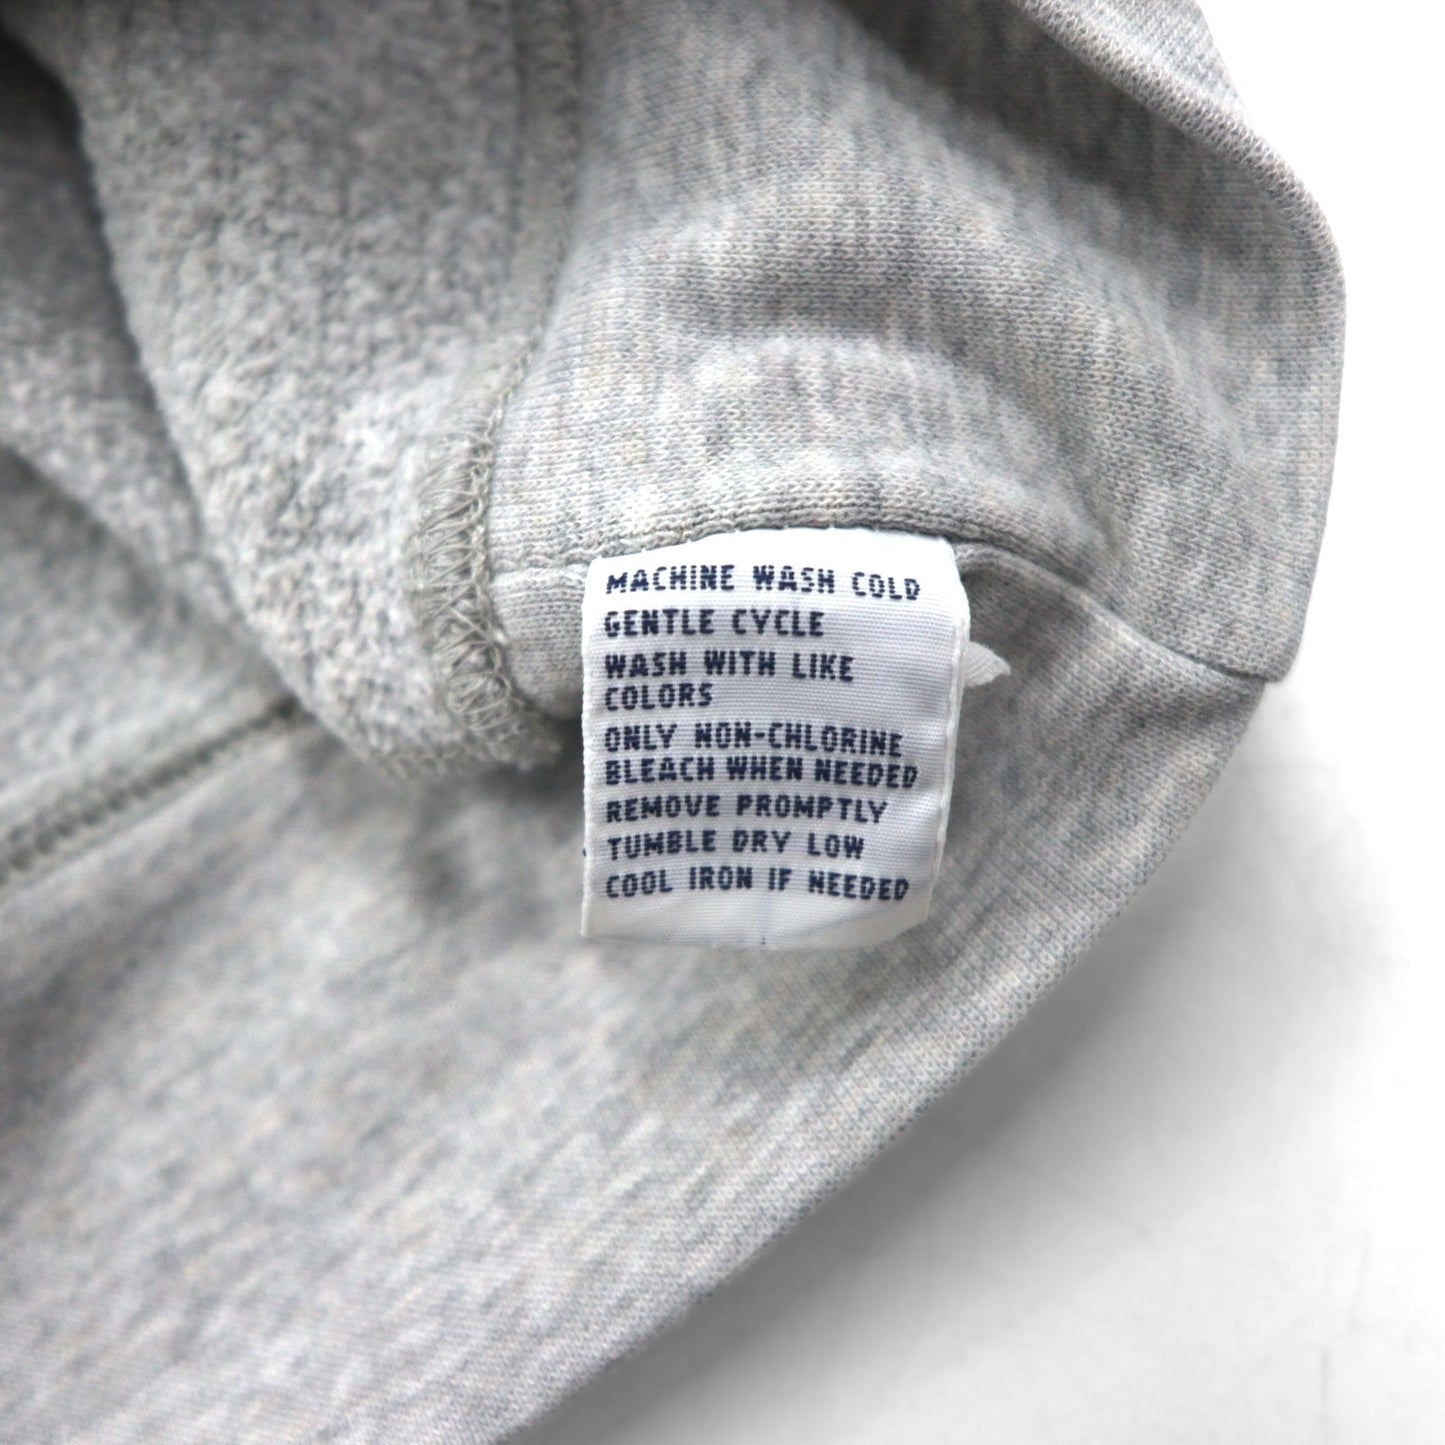 MACHINE WASH COLD
GENTLE CYCLE
WASH WITH LIKE
COLORS
ONLY NON-CHLORINE
BLEACH WHEN NEEDED
REMOVE PROMPTLY
TUMBLE DRY LOW
COOL IRON IF NEEDED